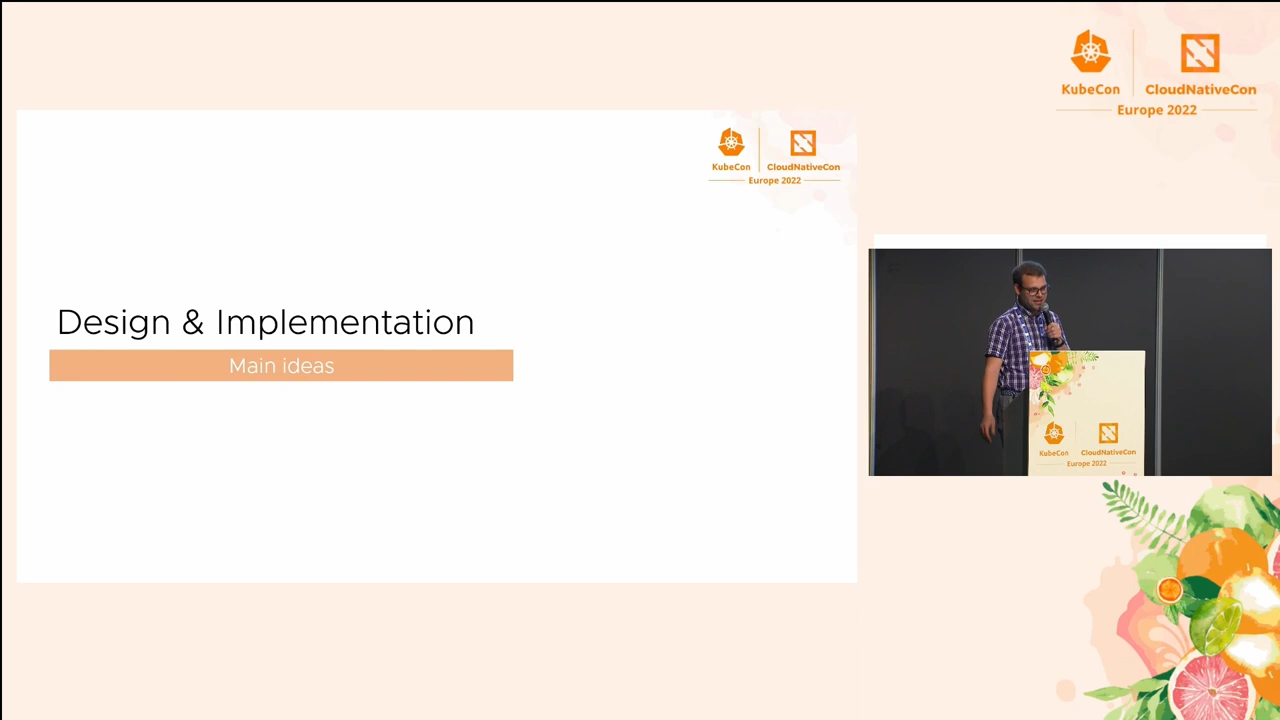 KubeCon
CloudNativeCon
Europe 2022
KubeCon
CloudNativeCon
Europe 2022
Design & Implementation
Main ideas
KubeCon
CloudNativeCon
Europe 2022